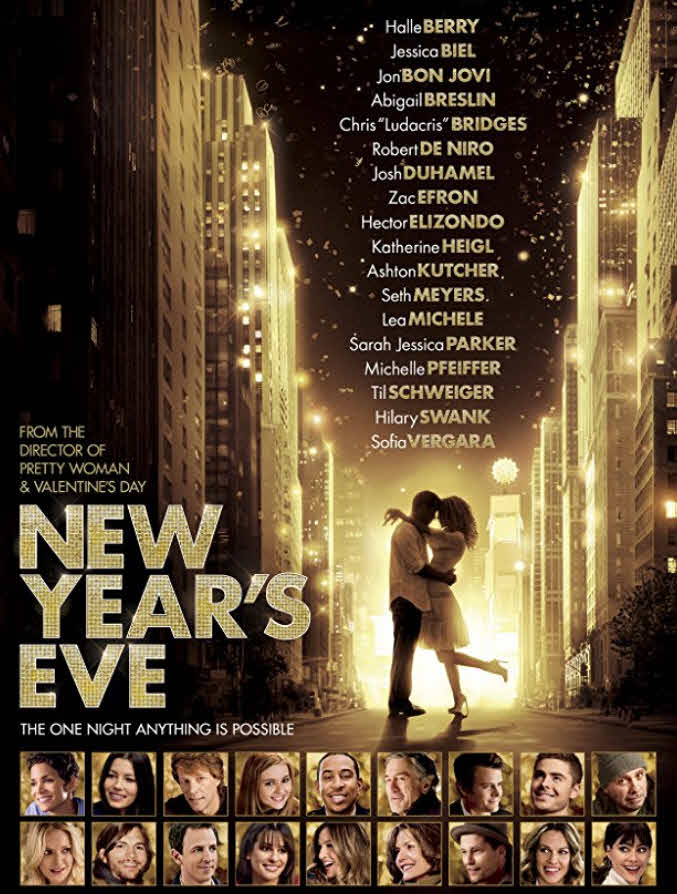 Halle BERRY
Jessica BIEL
Jon BON JOVI
Abigail BRESLIN
Chris "Ludacris" BRIDGES
Robert DE NIRO
Josh DUHAMEL
Zac EFRON
Hector ELIZONDO
Katherine HEIGL
Ashton KUTCHER
Seth MEYERS
Lea MICHELE
Sarah Jessica PARKER
Michelle PFEIFFER
Til SCHWEIGER
Hilary SWANK
Sofia VERGARA
FROM THE
DIRECTOR OF
PRETTY WOMAN
& VALENTINE'S DAY
NEW
YEAR'S
EVE
THE ONE NIGHT ANYTHING IS POSSIBLE